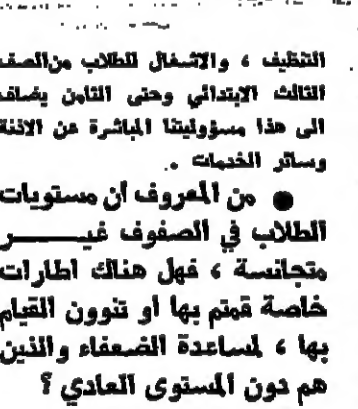 التنظيف ، والاشغال للطلاب من الصف
الثالث الابتدائي وحتى الثامن يضاف
الى هذا مسؤوليتنا المباشرة عن الاذنة
وسائر الخدمات ..
● من المعروف ان مستويات
الطلاب في الصفوف غيــــــر
متجانسة ، فهل هناك اطارات
خاصة قمتم بها او تنوون القيام
بها ، لمساعدة الضعفاء والذين
هم دون المستوى العادي ؟